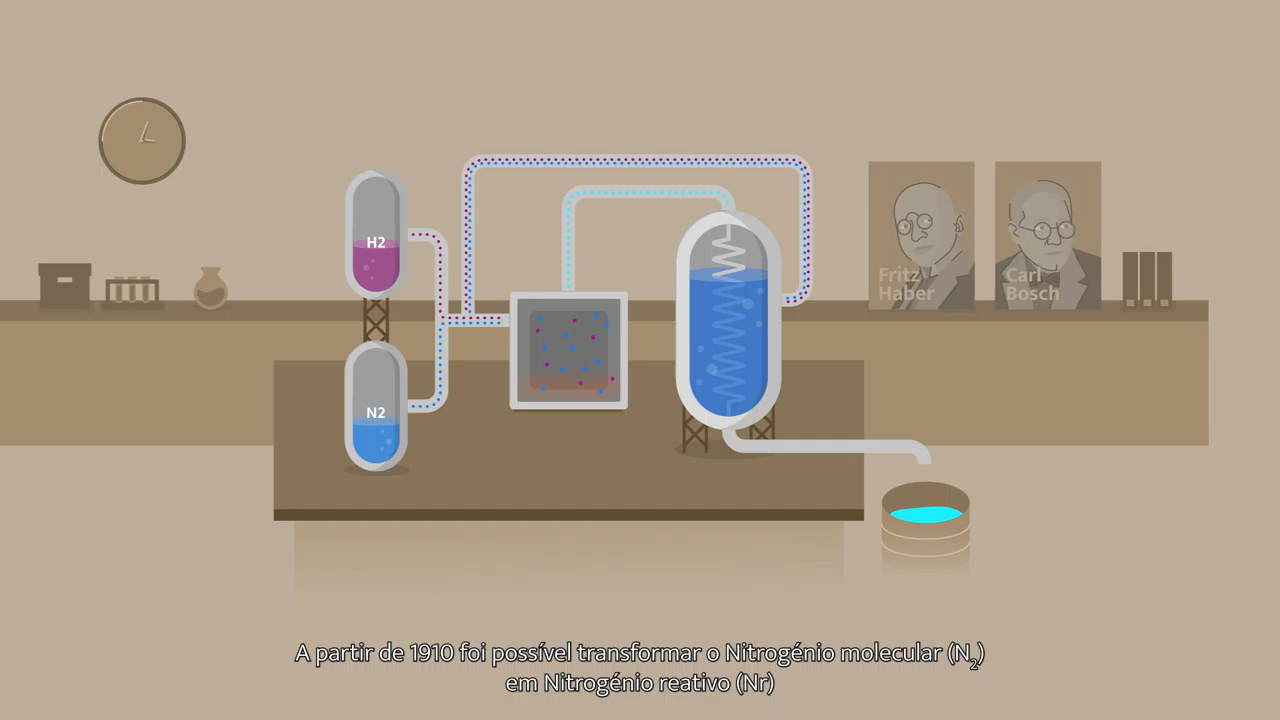 H2
N2
Fritz
Haber
Carl
Bosch
A partir de 1910 foi possível transformar o Nitrogénio molecular (N₂)
em Nitrogénio reativo (Nr)